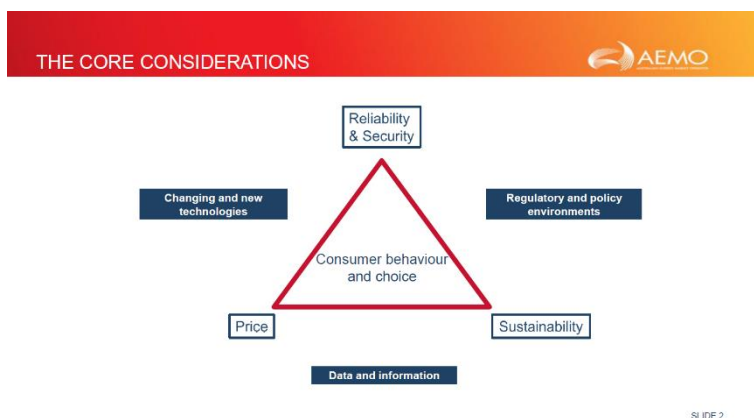 THE CORE CONSIDERATIONS
AEMO
Reliability
& Security
Changing and new
technologies
Regulatory and policy
environments
Consumer behaviour
and choice
Price
Sustainability
Data and information
SLIDE 2